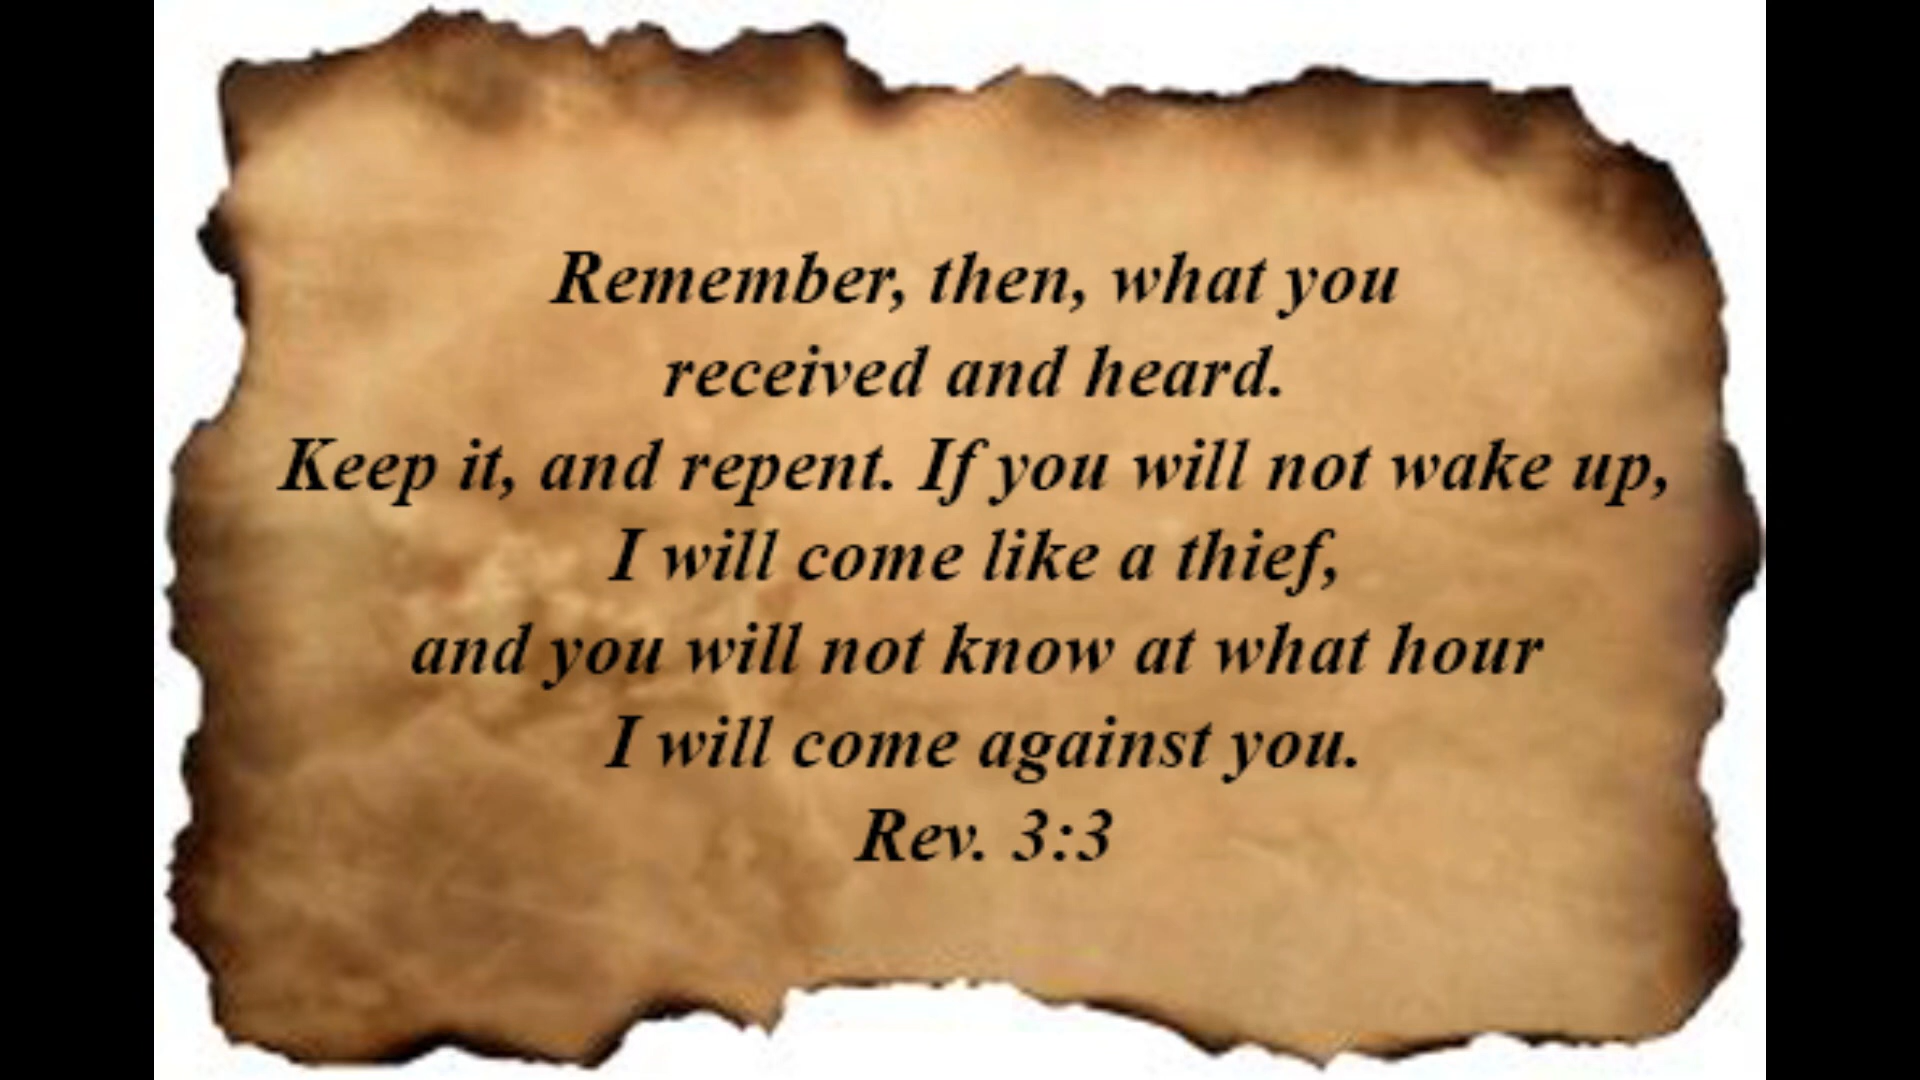 Remember, then, what you
received and heard.
Keep it, and repent. If you will not wake up,
I will come like a thief,
and you will not know at what hour
I will come against you.
Rev. 3:3